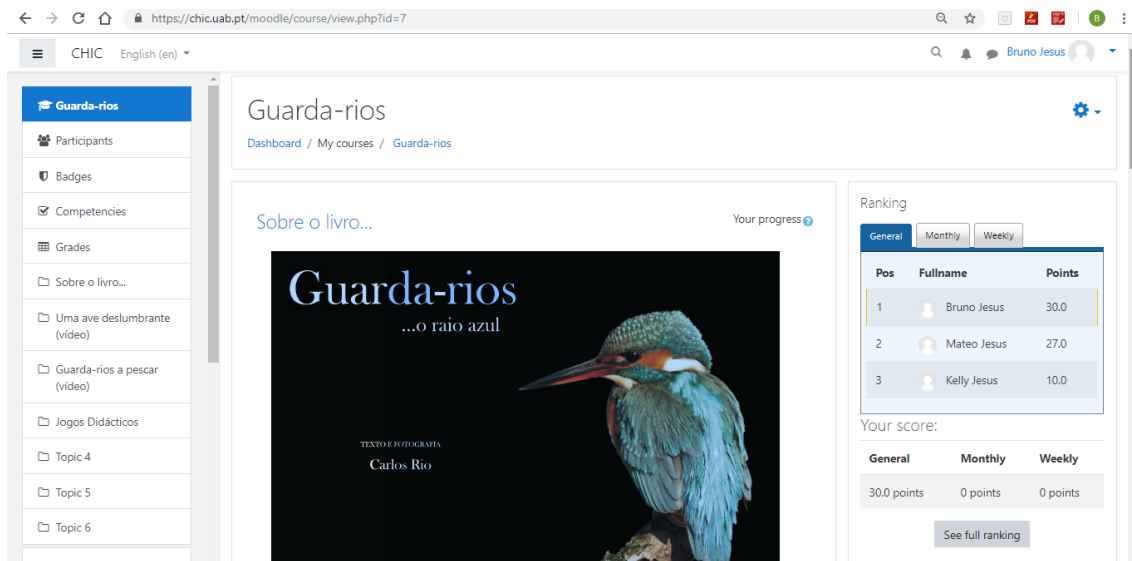 https://chic.uab.pt/moodle/course/view.php?id=7
B
CHIC English (en)
Bruno Jesus
Guarda-rios
Participants
Badges
Competencies
Grades
Sobre o livro...
Uma ave deslumbrante
(vídeo)
Guarda-rios a pescar
(vídeo)
Jogos Didácticos
Topic 4
Topic 5
Topic 6
Guarda-rios
Dashboard / My courses / Guarda-rios
Sobre o livro...
Your progress
Guarda-rios
...o raio azul
TEXTO E FOTOGRAFIA
Carlos Rio
Ranking
General Monthly Weekly
Pos Fullname Points
1 Bruno Jesus 30.0
2 Mateo Jesus 27.0
3 Kelly Jesus 10.0
Your score:
General Monthly Weekly
30.0 points 0 points 0 points
See full ranking